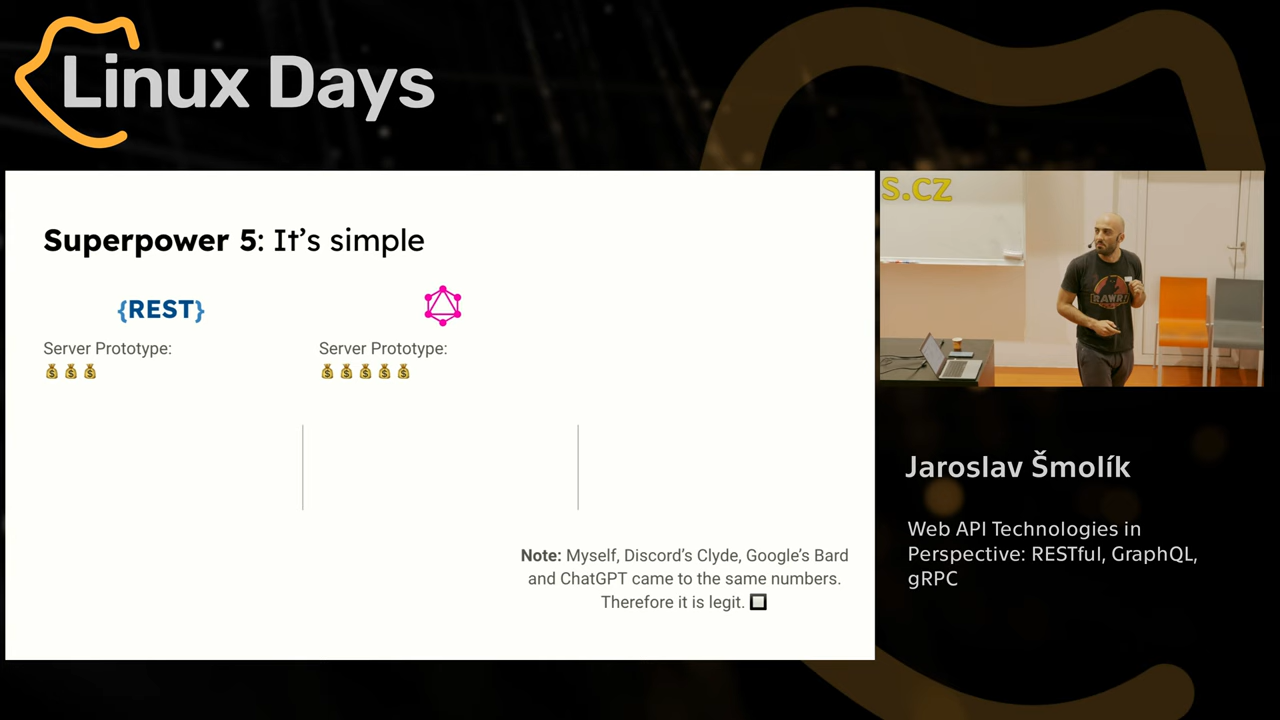 Linux Days
Superpower 5: It's simple
{REST}
Server Prototype:
💰 💰 💰
Server Prototype:
💰 💰 💰 💰 💰
Note: Myself, Discord's Clyde, Google's Bard
and ChatGPT came to the same numbers.
Therefore it is legit. 🔲
S.CZ
RAWR!
Jaroslav Šmolík
Web API Technologies in
Perspective: RESTful, GraphQL,
gRPC